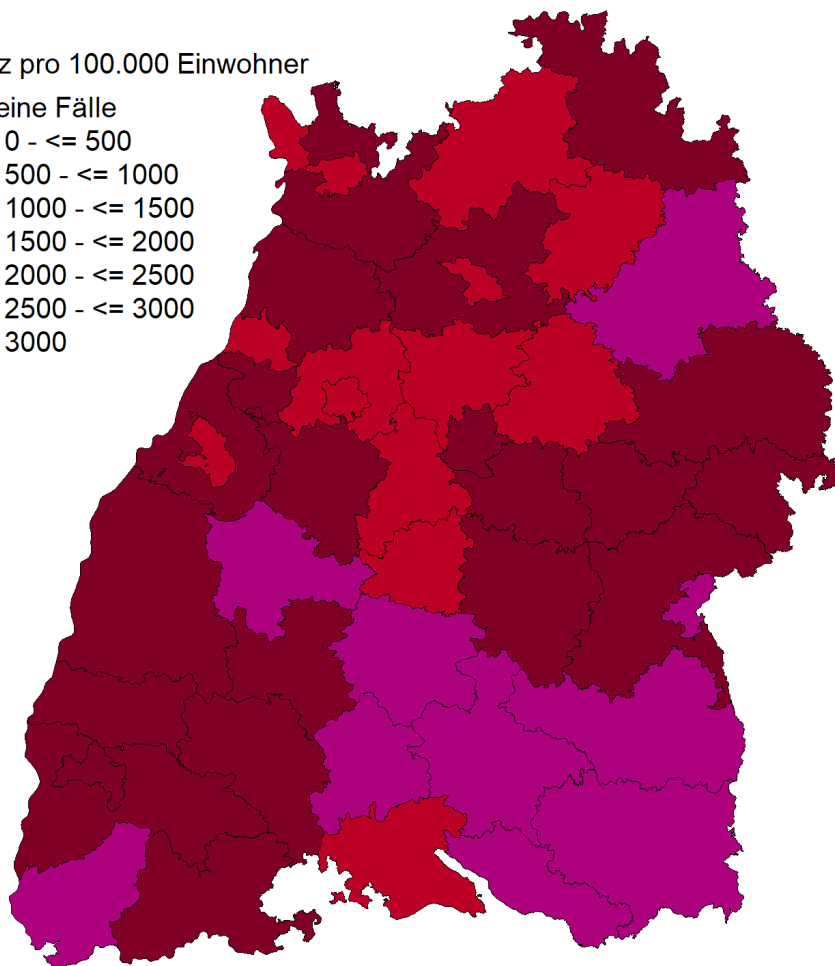 z pro 100.000 Einwohner
eine Fälle
0 - <= 500
500 - <= 1000
1000 - <= 1500
1500 - <= 2000
2000 - <= 2500
2500 - <= 3000
3000